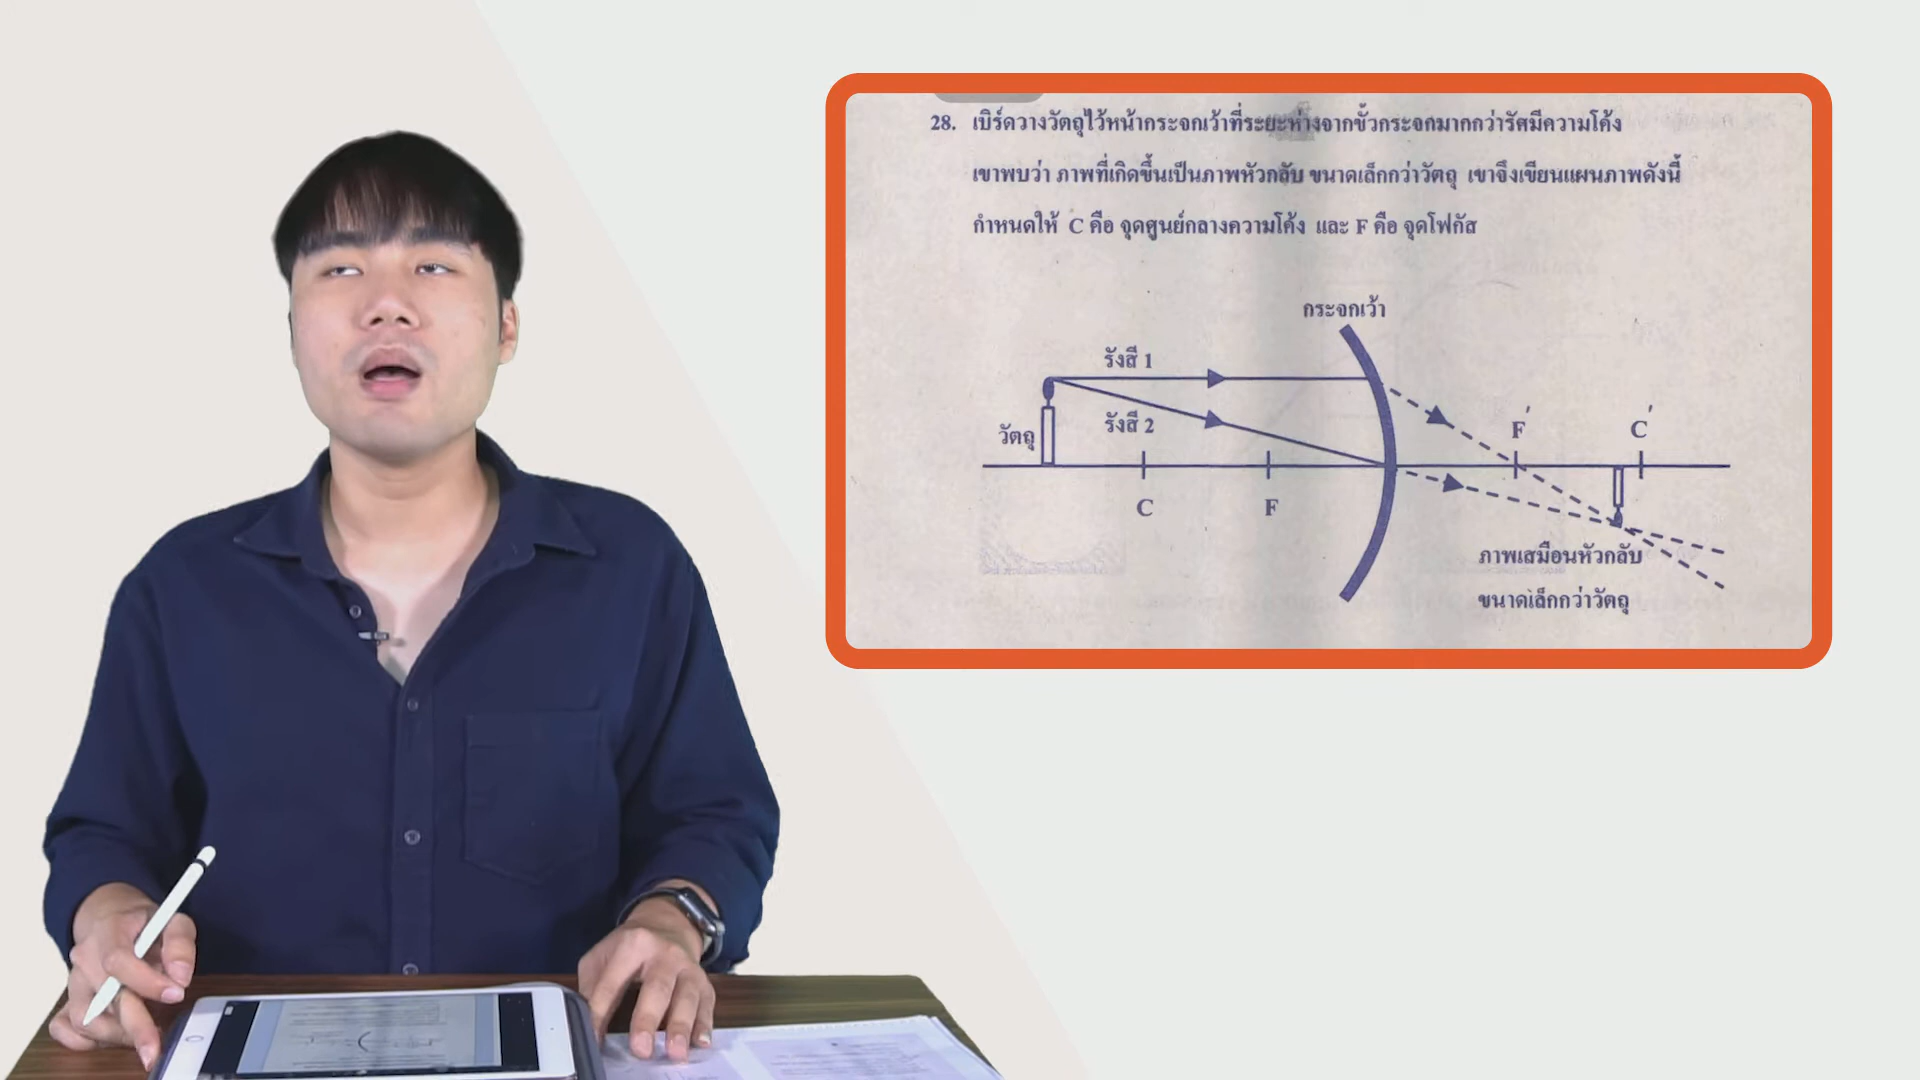 28. เบิร์ดวางวัตถุไว้หน้ากระจกเว้าที่ระยะห่างจากขั้วกระจกมากกว่ารัศมีความโค้ง
เขาพบว่า ภาพที่เกิดขึ้นเป็นภาพหัวกลับ ขนาดเล็กกว่าวัตถุ เขาจึงเขียนแผนภาพดังนี้
กำหนดให้ C คือ จุดศูนย์กลางความโค้ง และ F คือ จุดโฟกัส
กระจกเว้า
รังสี 1
รังสี 2
วัตถุ
F'
C'
C
F
ภาพเสมือนหัวกลับ
ขนาดเล็กกว่าวัตถุ